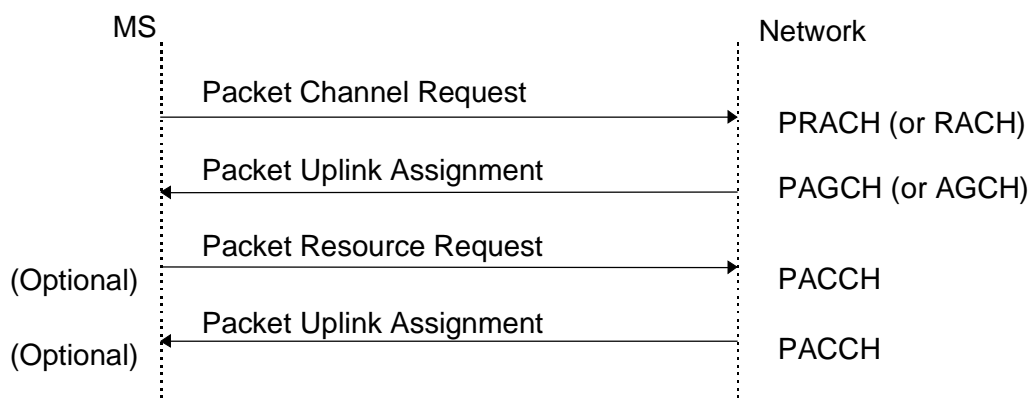 MS
Network
Packet Channel Request
PRACH (or RACH)
Packet Uplink Assignment
PAGCH (or AGCH)
Packet Resource Request
(Optional)
PACCH
Packet Uplink Assignment
(Optional)
PACCH